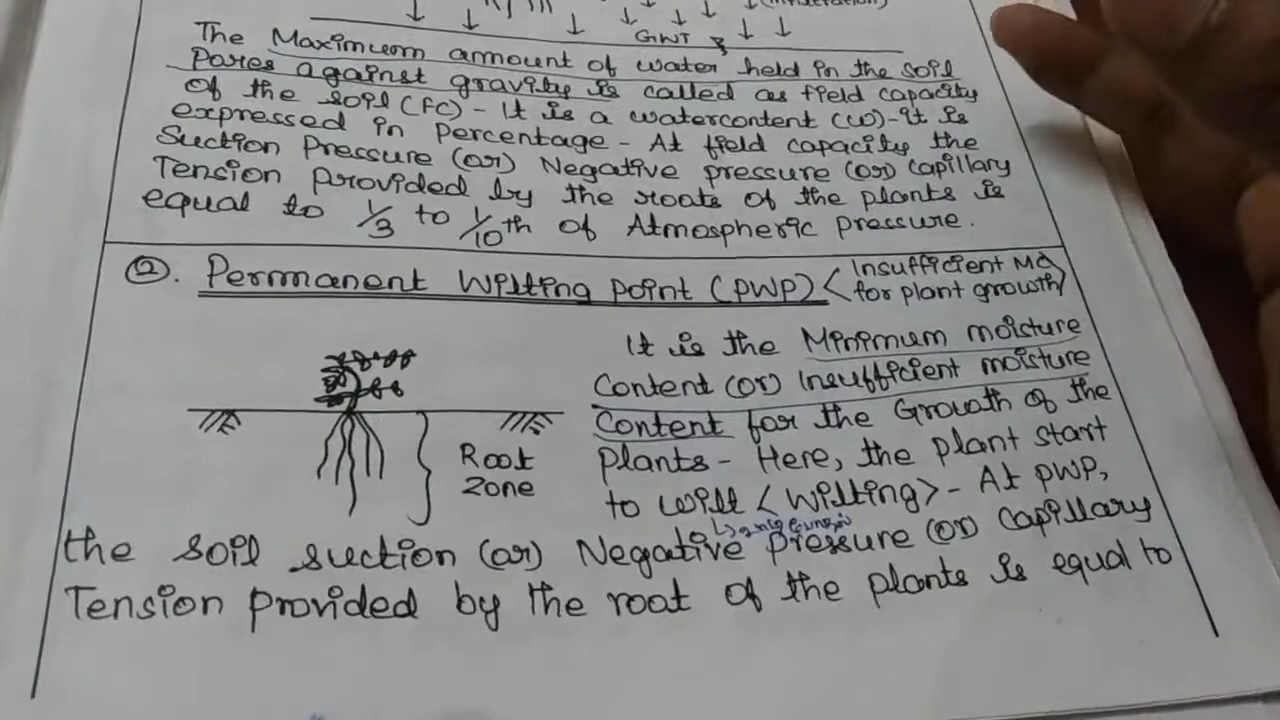 GWT
The Maximum amount of water held in the soil
Pores against gravity is called as field capacity
of the soil (FC) - It is a watercontent (w) - it is
expressed in percentage - At field capacity the
Suction Pressure (or) Negative pressure (or) capillary
Tension provided by the roots of the plants is
equal to 1/3 to 1/10th of Atmospheric pressure.
②. Permanent Wilting point (PWP) < Insufficient MC
for plant growth>
It is the Minimum moisture
Content (or) Insufficient moisture
Content for the Growth of the
plants - Here, the plant start
to wilt <Wilting> - At PWP,
Root
Zone
the soil suction (or) Negative pressure (or) Capillary
Tension provided by the root of the plants is equal to